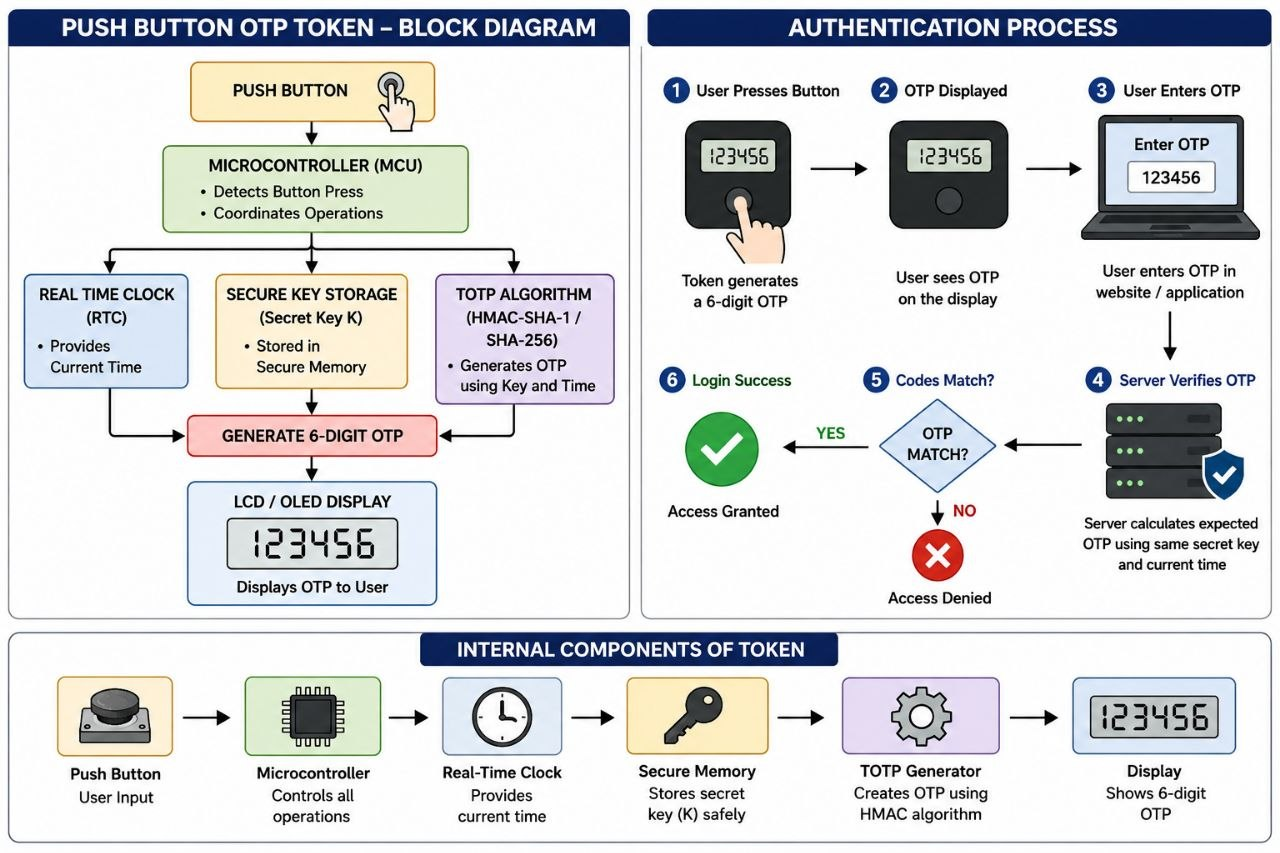 PUSH BUTTON OTP TOKEN – BLOCK DIAGRAM
PUSH BUTTON
MICROCONTROLLER (MCU)
• Detects Button Press
• Coordinates Operations
REAL TIME CLOCK
(RTC)
• Provides
Current Time
SECURE KEY STORAGE
(Secret Key K)
• Stored in
Secure Memory
TOTP ALGORITHM
(HMAC-SHA-1 /
SHA-256)
• Generates OTP
using Key and Time
GENERATE 6-DIGIT OTP
LCD / OLED DISPLAY
123456
Displays OTP to User
AUTHENTICATION PROCESS
1 User Presses Button
123456
Token generates
a 6-digit OTP
2 OTP Displayed
123456
User sees OTP
on the display
3 User Enters OTP
Enter OTP
123456
User enters OTP in
website / application
4 Server Verifies OTP
Server calculates expected
OTP using same secret key
and current time
5 Codes Match?
OTP
MATCH?
YES
NO
Access Denied
6 Login Success
Access Granted
INTERNAL COMPONENTS OF TOKEN
Push Button
User Input
Microcontroller
Controls all
operations
Real-Time Clock
Provides
current time
Secure Memory
Stores secret
key (K) safely
TOTP Generator
Creates OTP using
HMAC algorithm
123456
Display
Shows 6-digit
OTP